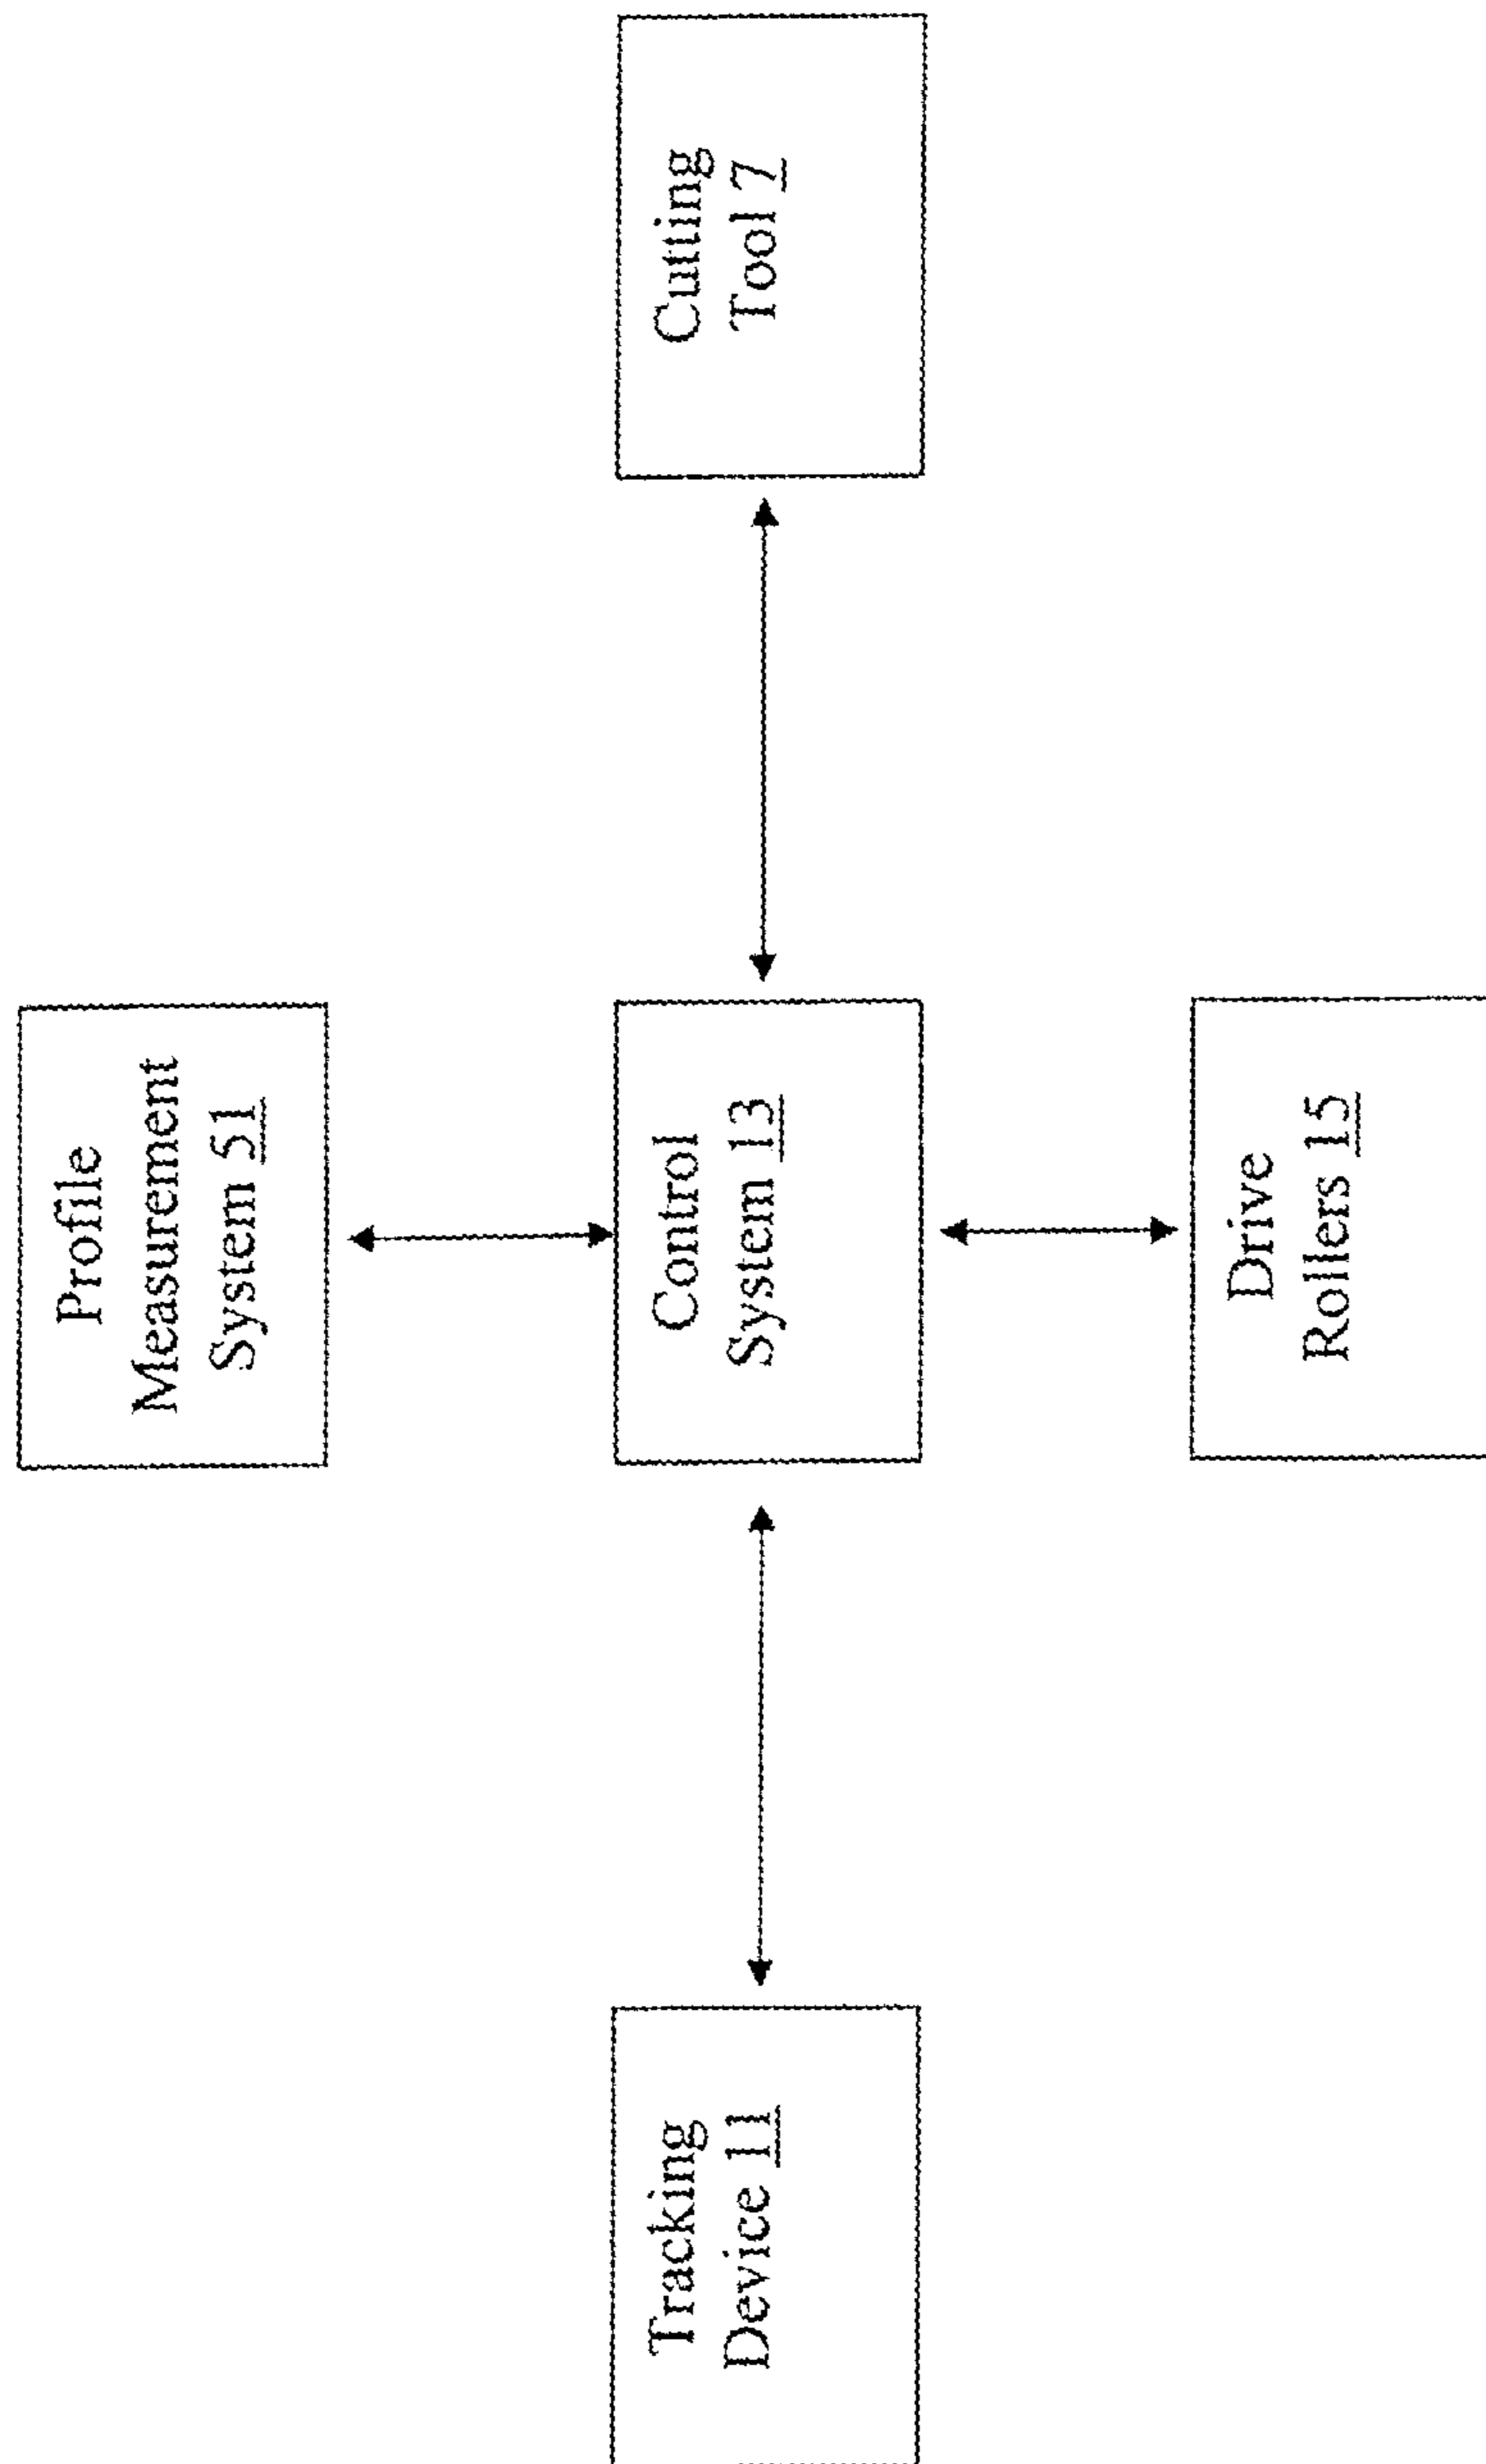 Profile
Measurement
System 51
Tracking
Device 11
Control
System 13
Cutting
Tool 7
Drive
Rollers 15